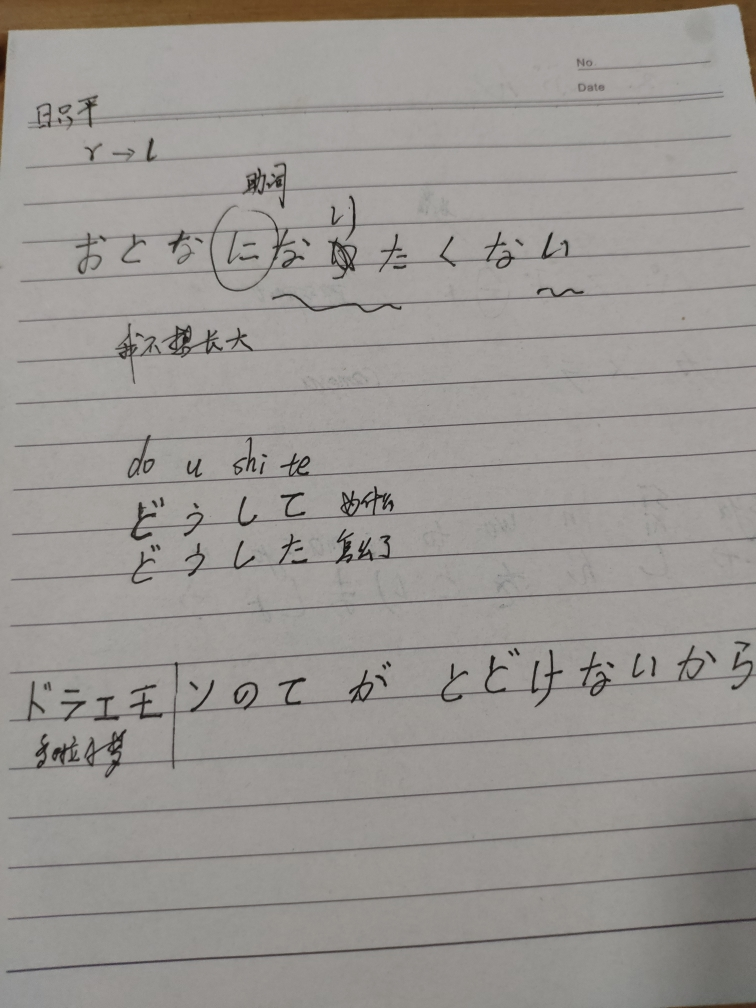 No
Date
日只平
r→l
助词
り
おとなになたくない
我不想长大
do u shi te
どうして 为什么
どうした 怎么了
ドラエモンのてが とどけないから
多啦A梦